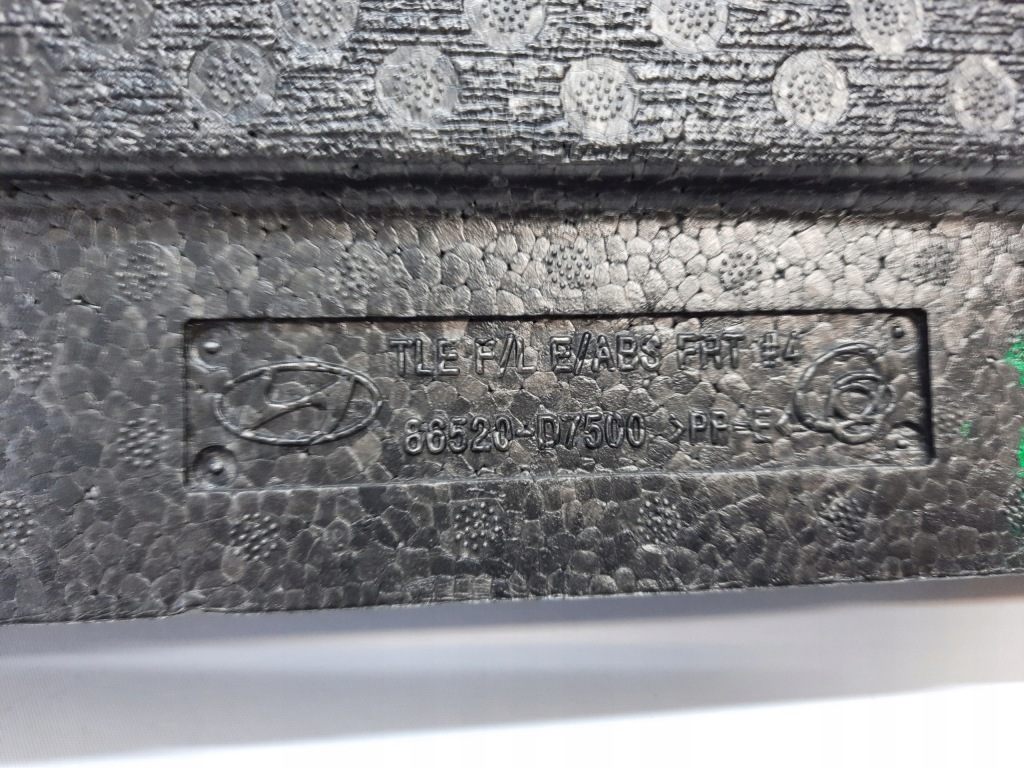 TLE F/L E/ABS FRT #4
86520-D7500 >PP-E<